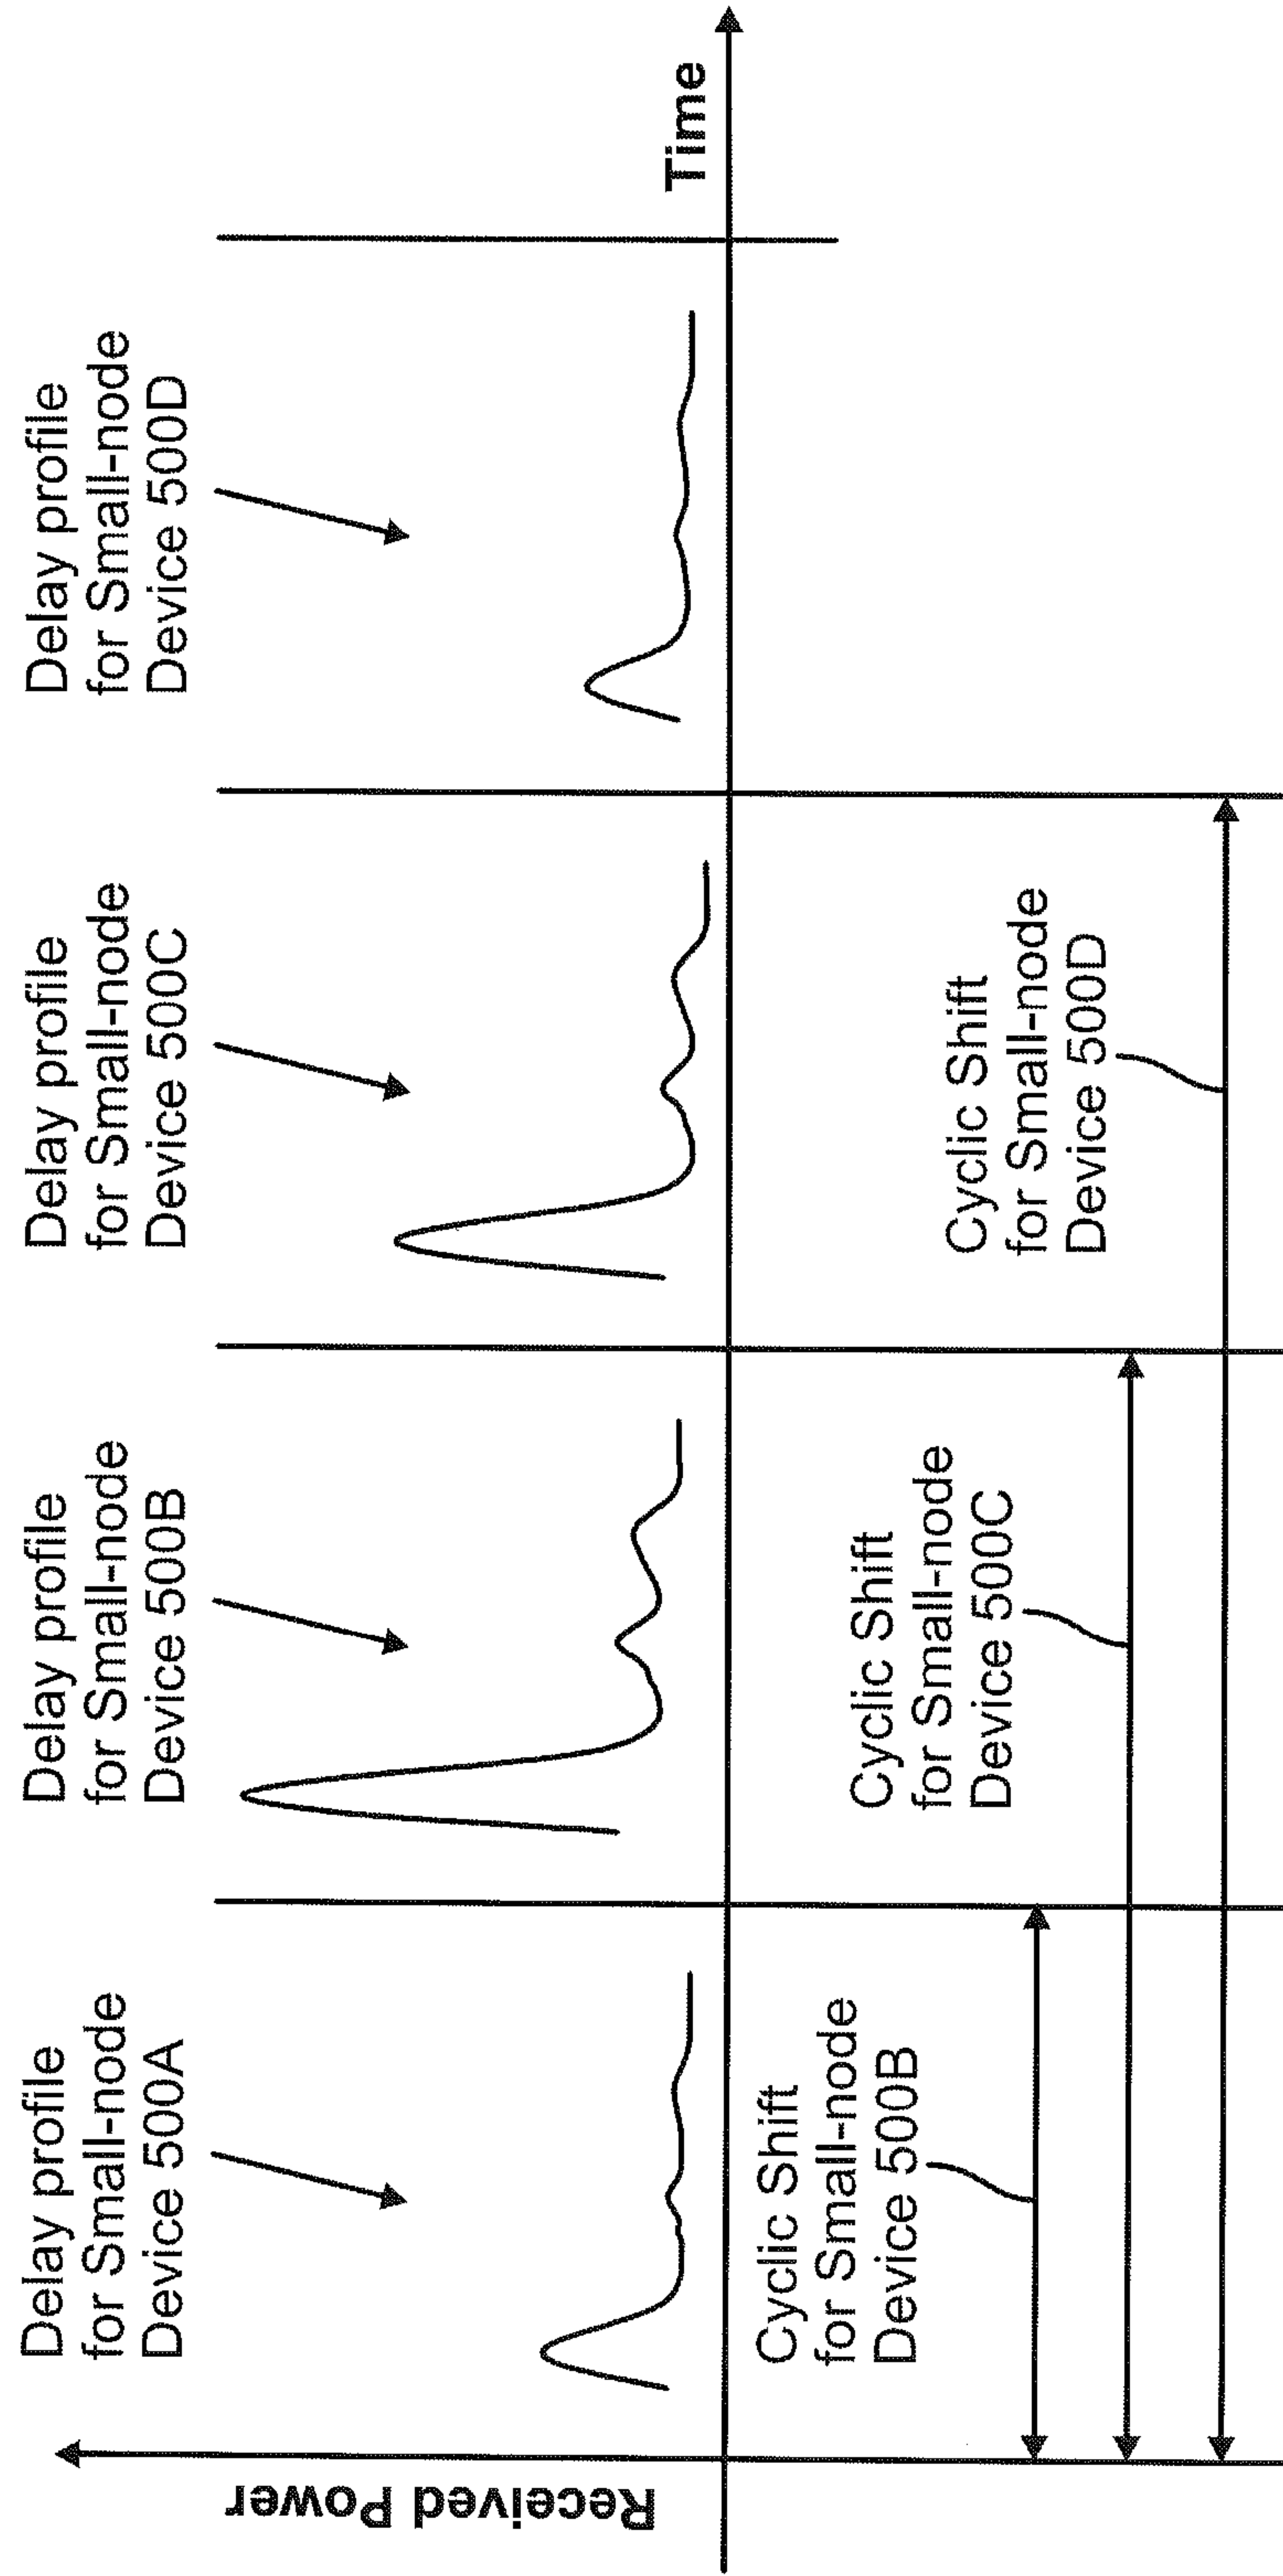 Delay profile
for Small-node
Device 500A
Delay profile
for Small-node
Device 500B
Delay profile
for Small-node
Device 500C
Delay profile
for Small-node
Device 500D
Received Power
Time
Cyclic Shift
for Small-node
Device 500B
Cyclic Shift
for Small-node
Device 500C
Cyclic Shift
for Small-node
Device 500D